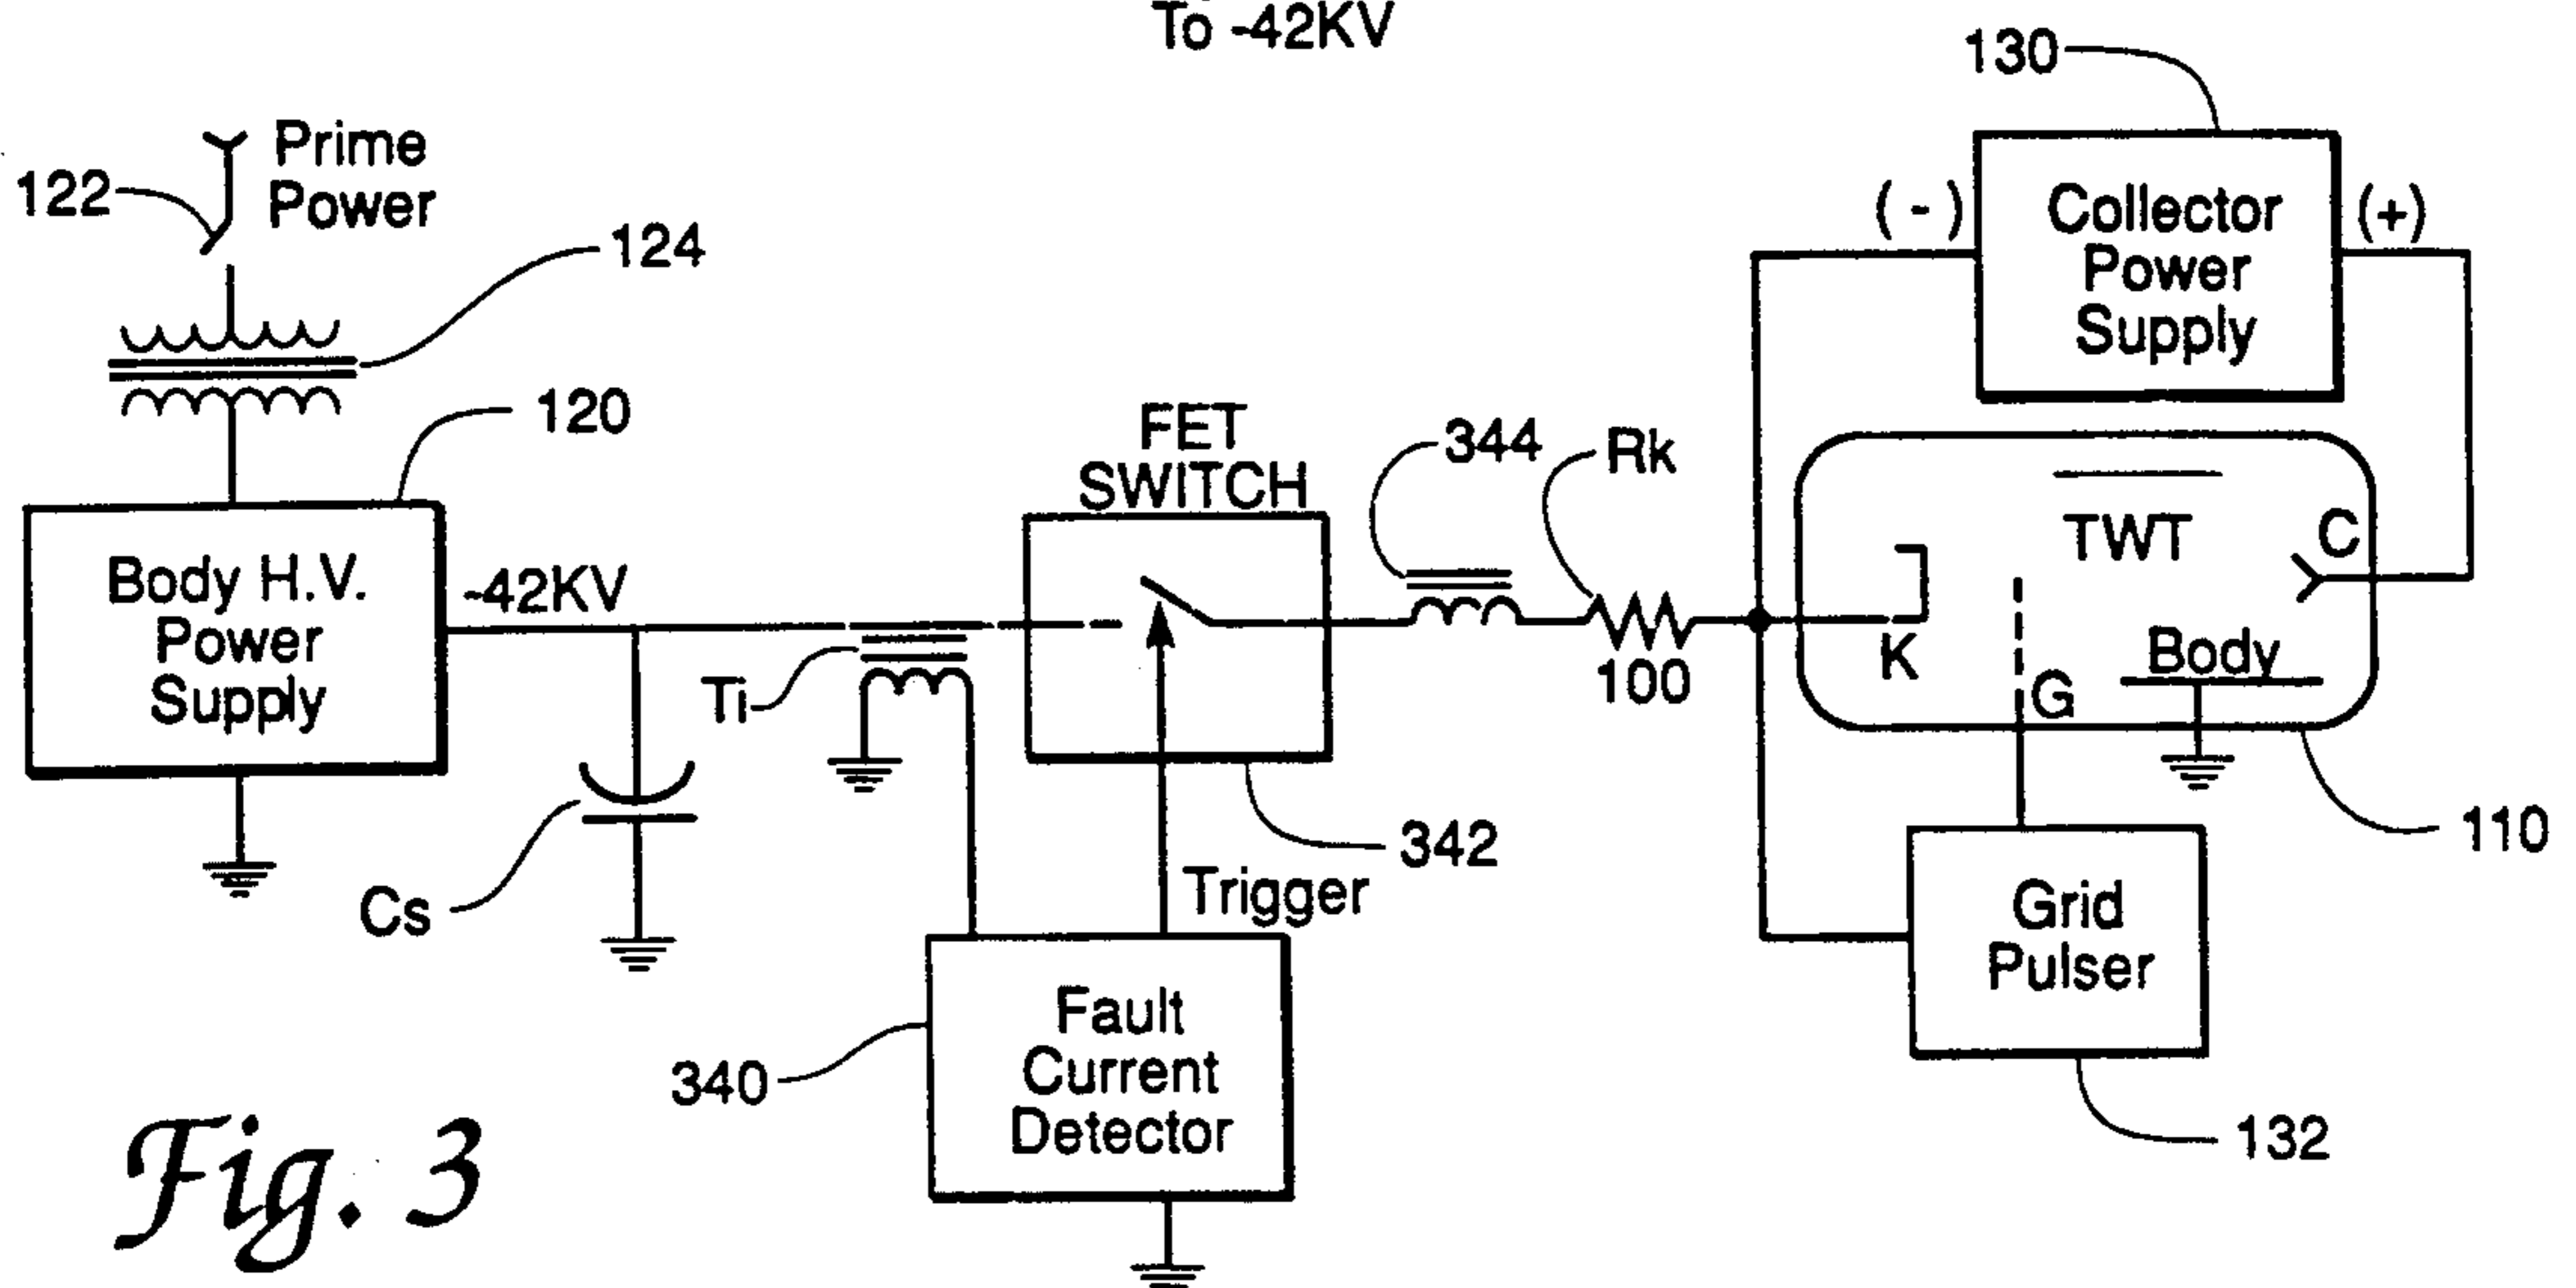 To -42KV
130
Prime
Power
122
124
(-)
Collector
Power
Supply
(+)
120
FET
SWITCH
344
Rk
Body H.V.
Power
Supply
-42KV
TWT
C
K
Body
G
100
Ti
110
342
Cs
Trigger
Grid
Pulser
Fault
Current
Detector
340
132
Fig. 3